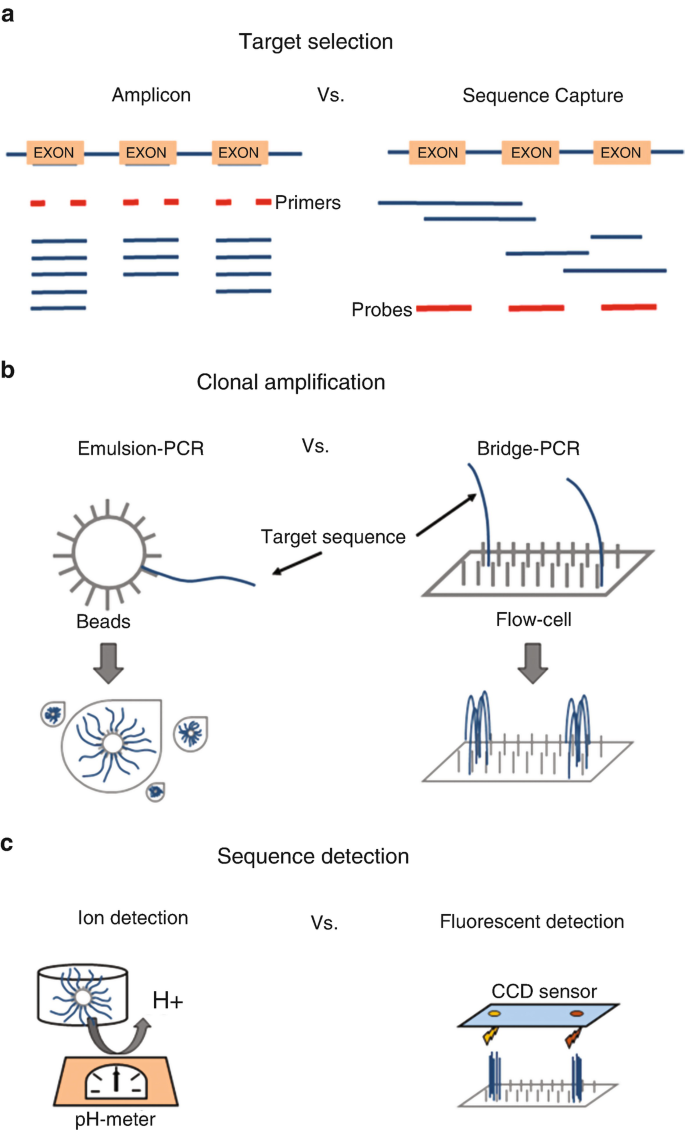 a
Target selection
Amplicon Vs. Sequence Capture
EXON EXON EXON EXON EXON EXON
Primers
Probes
b
Clonal amplification
Emulsion-PCR Vs. Bridge-PCR
Target sequence
Beads Flow-cell
c
Sequence detection
Ion detection Vs. Fluorescent detection
CCD sensor
H+
pH-meter